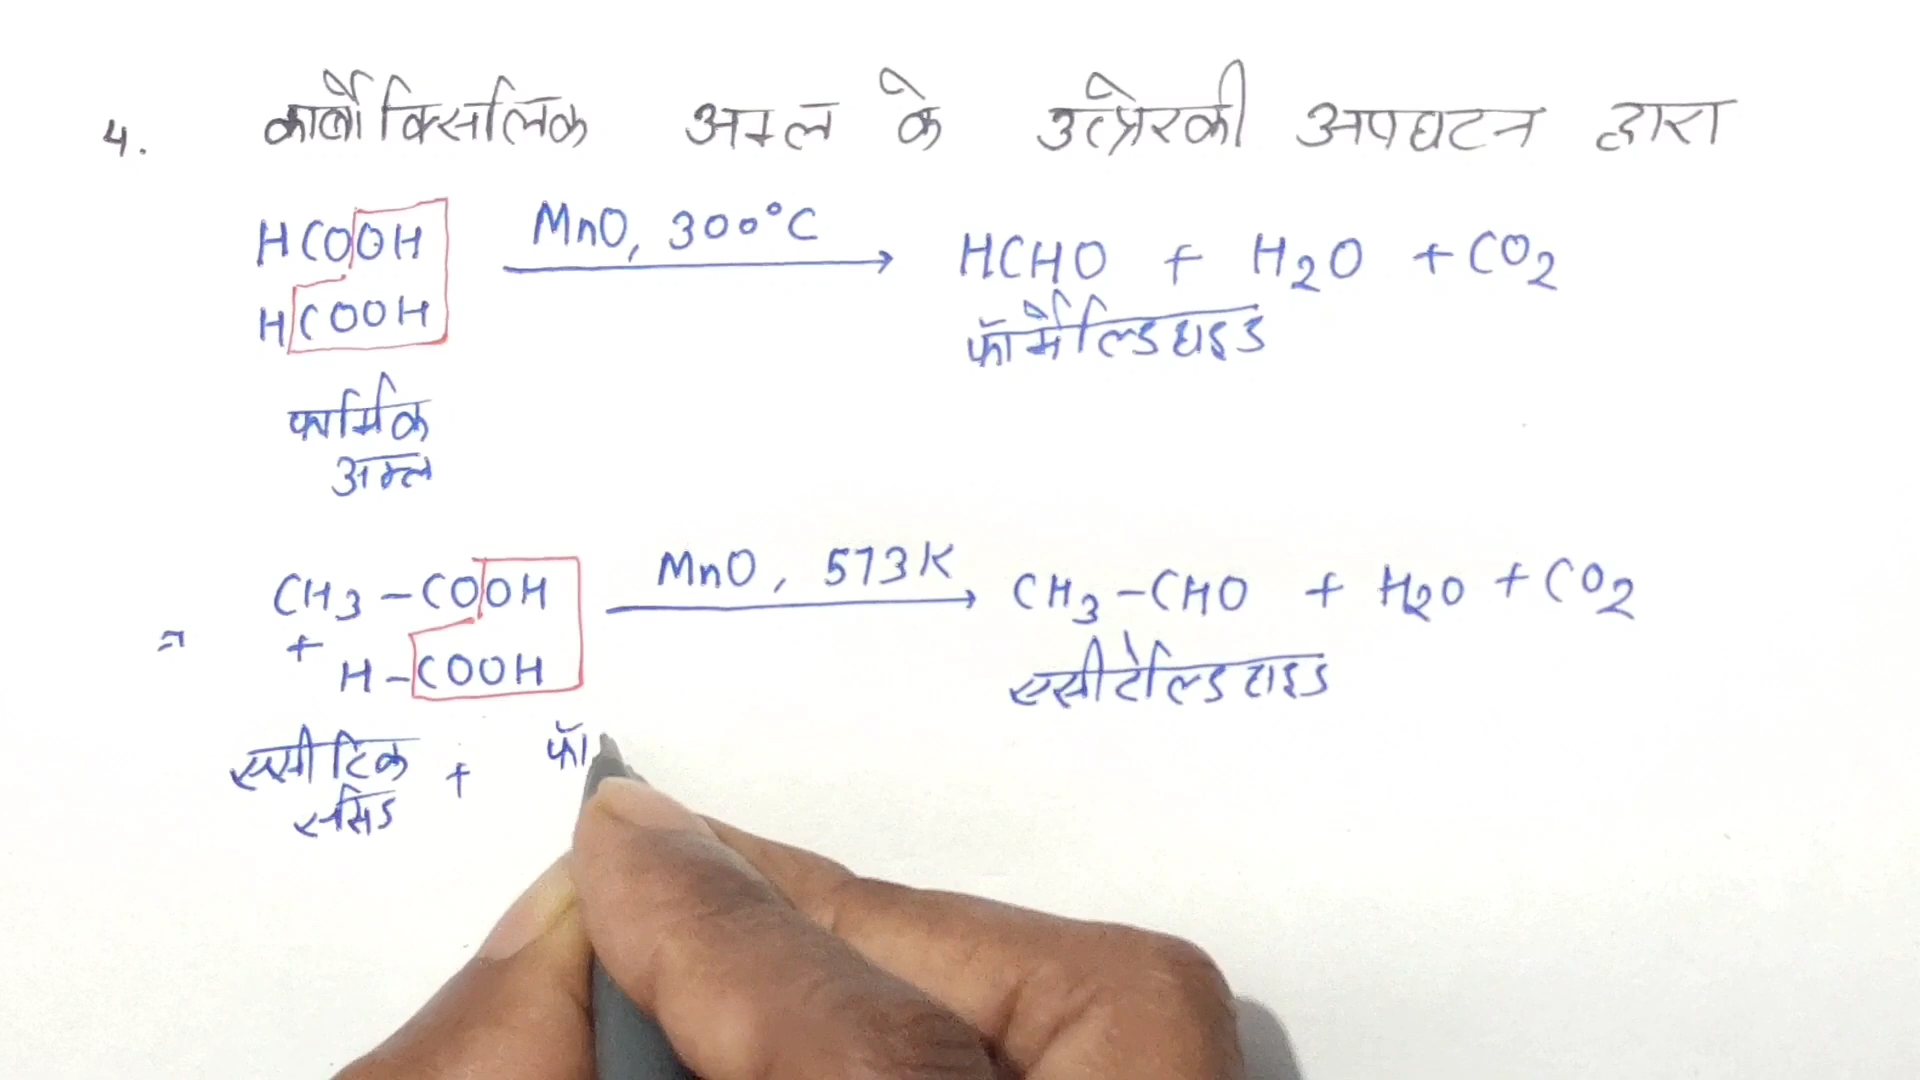 4. कार्बोक्सिलिक अम्ल के उत्प्रेरकी अपघटन द्वारा
HCOOH MnO, 300°C HCHO + H2O + CO2
HCOOH फॉर्मेल्डिहाइड
फार्मिक
अम्ल
CH3-COOH MnO, 573K CH3-CHO + H2O + CO2
= + H-COOH एसीटेल्डिहाइड
एसीटिक + फॉ
एसिड